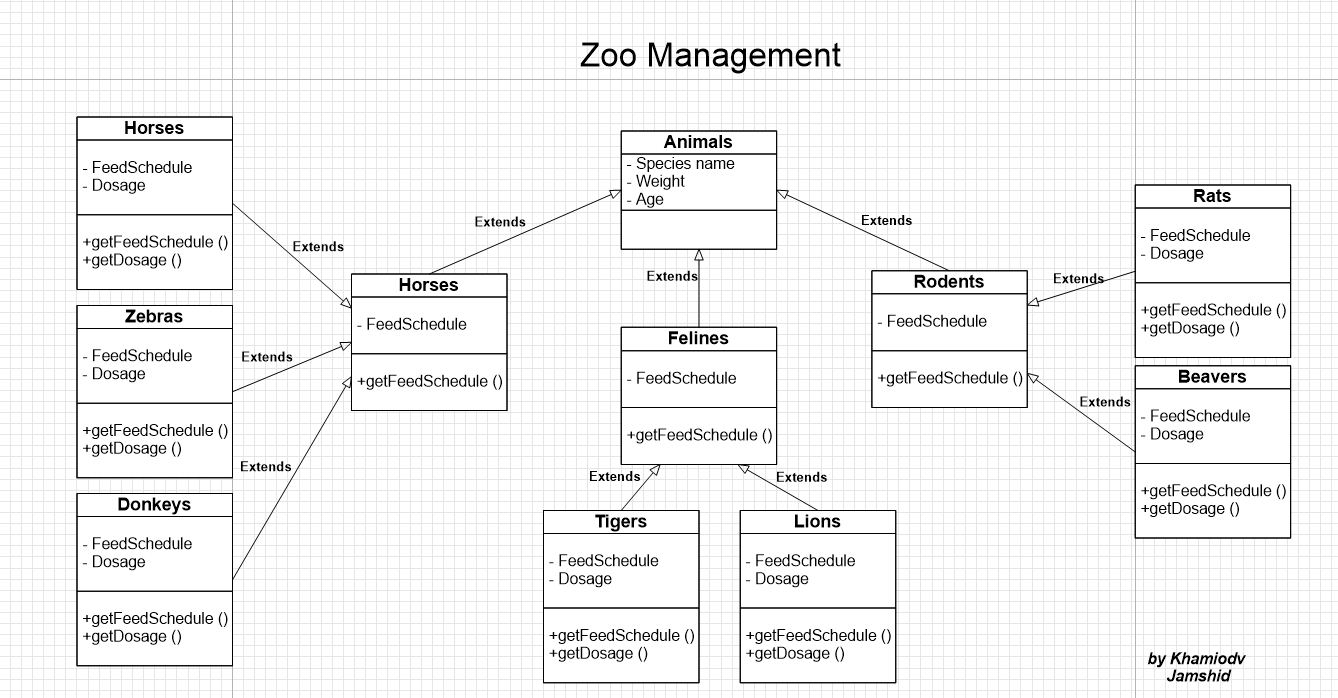 Zoo Management
Horses
- FeedSchedule
- Dosage
+getFeedSchedule ()
+getDosage ()
Zebras
- FeedSchedule
- Dosage
+getFeedSchedule ()
+getDosage ()
Donkeys
- FeedSchedule
- Dosage
+getFeedSchedule ()
+getDosage ()
Extends
Extends
Extends
Horses
- FeedSchedule
+getFeedSchedule ()
Extends
Animals
- Species name
- Weight
- Age
Extends
Felines
- FeedSchedule
+getFeedSchedule ()
Extends
Extends
Tigers
- FeedSchedule
- Dosage
+getFeedSchedule ()
+getDosage ()
Lions
- FeedSchedule
- Dosage
+getFeedSchedule ()
+getDosage ()
Extends
Rodents
- FeedSchedule
+getFeedSchedule ()
Extends
Extends
Rats
- FeedSchedule
- Dosage
+getFeedSchedule ()
+getDosage ()
Beavers
- FeedSchedule
- Dosage
+getFeedSchedule ()
+getDosage ()
by Khamiodv
Jamshid